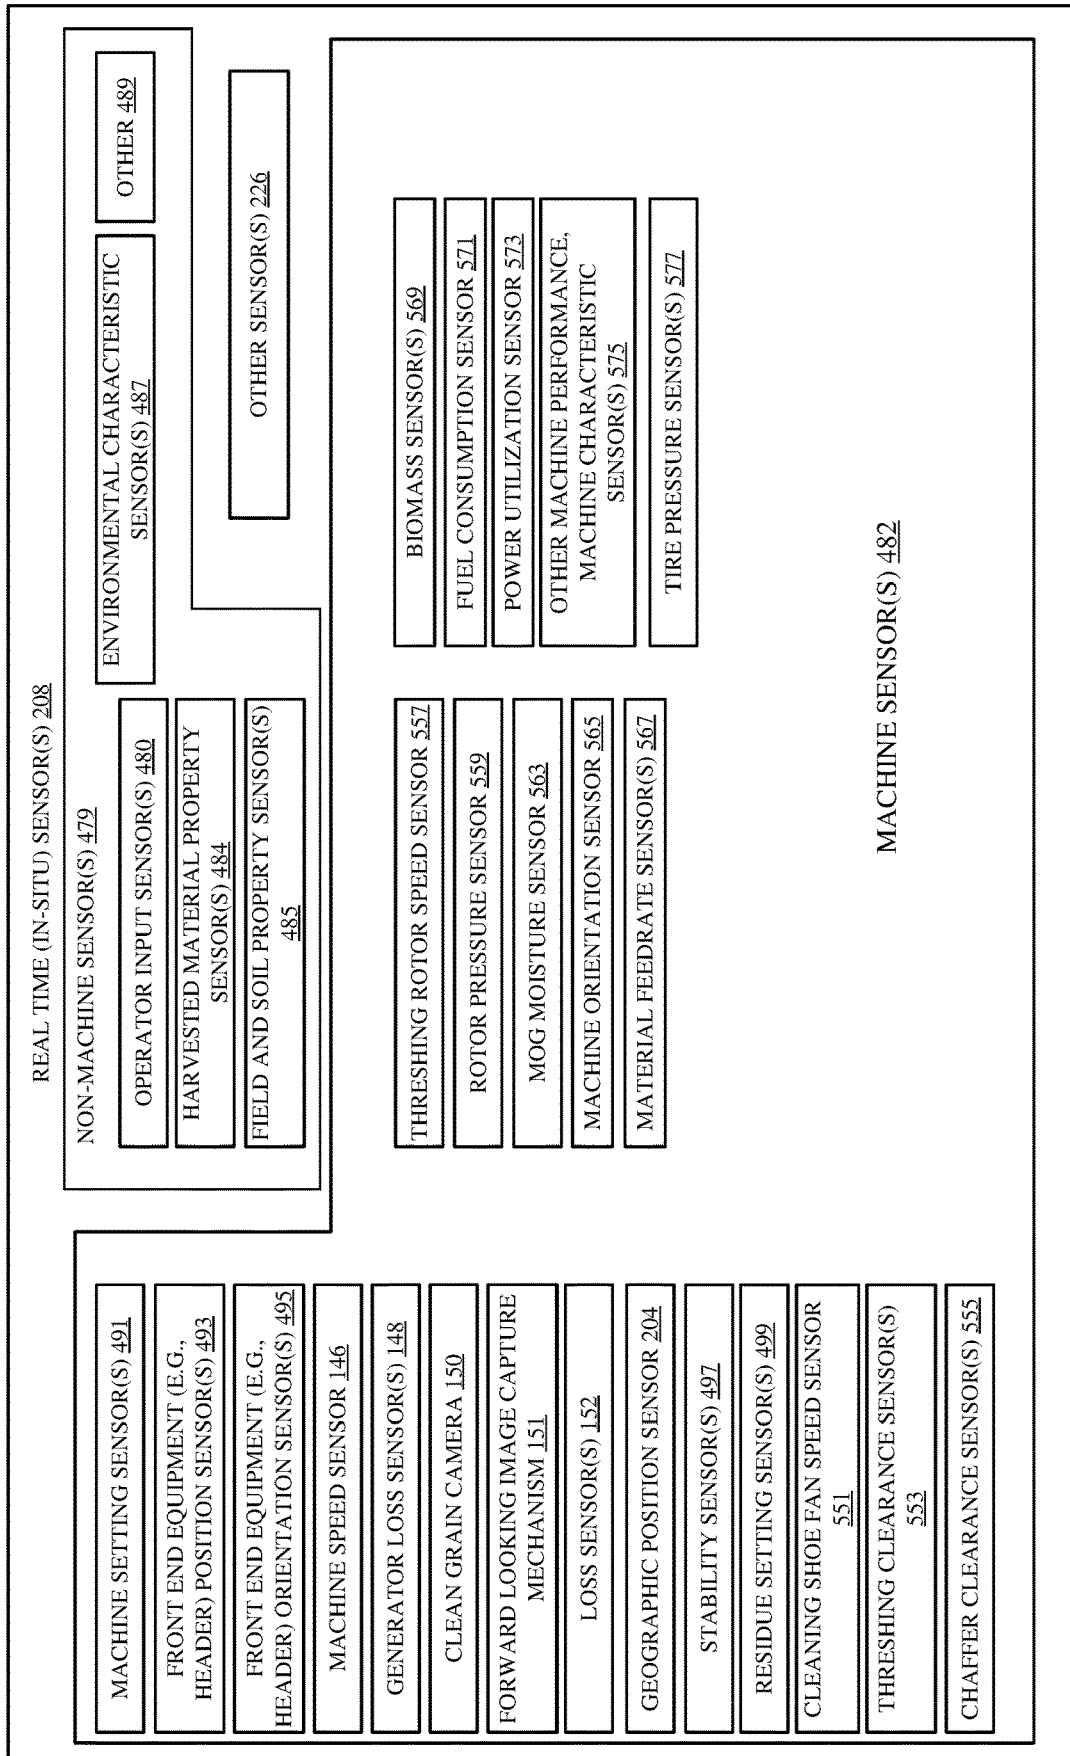 REAL TIME (IN-SITU) SENSOR(S) 208
NON-MACHINE SENSOR(S) 479
OPERATOR INPUT SENSOR(S) 480
HARVESTED MATERIAL PROPERTY
SENSOR(S) 484
FIELD AND SOIL PROPERTY SENSOR(S)
485
ENVIRONMENTAL CHARACTERISTIC
SENSOR(S) 487
OTHER 489
OTHER SENSOR(S) 226
MACHINE SETTING SENSOR(S) 491
FRONT END EQUIPMENT (E.G.,
HEADER) POSITION SENSOR(S) 493
FRONT END EQUIPMENT (E.G.,
HEADER) ORIENTATION SENSOR(S) 495
MACHINE SPEED SENSOR 146
GENERATOR LOSS SENSOR(S) 148
CLEAN GRAIN CAMERA 150
FORWARD LOOKING IMAGE CAPTURE
MECHANISM 151
LOSS SENSOR(S) 152
GEOGRAPHIC POSITION SENSOR 204
STABILITY SENSOR(S) 497
RESIDUE SETTING SENSOR(S) 499
CLEANING SHOE FAN SPEED SENSOR
551
THRESHING CLEARANCE SENSOR(S)
553
CHAFFER CLEARANCE SENSOR(S) 555
THRESHING ROTOR SPEED SENSOR 557
ROTOR PRESSURE SENSOR 559
MOG MOISTURE SENSOR 563
MACHINE ORIENTATION SENSOR 565
MATERIAL FEEDRATE SENSOR(S) 567
BIOMASS SENSOR(S) 569
FUEL CONSUMPTION SENSOR 571
POWER UTILIZATION SENSOR 573
OTHER MACHINE PERFORMANCE,
MACHINE CHARACTERISTIC
SENSOR(S) 575
TIRE PRESSURE SENSOR(S) 577
MACHINE SENSOR(S) 482